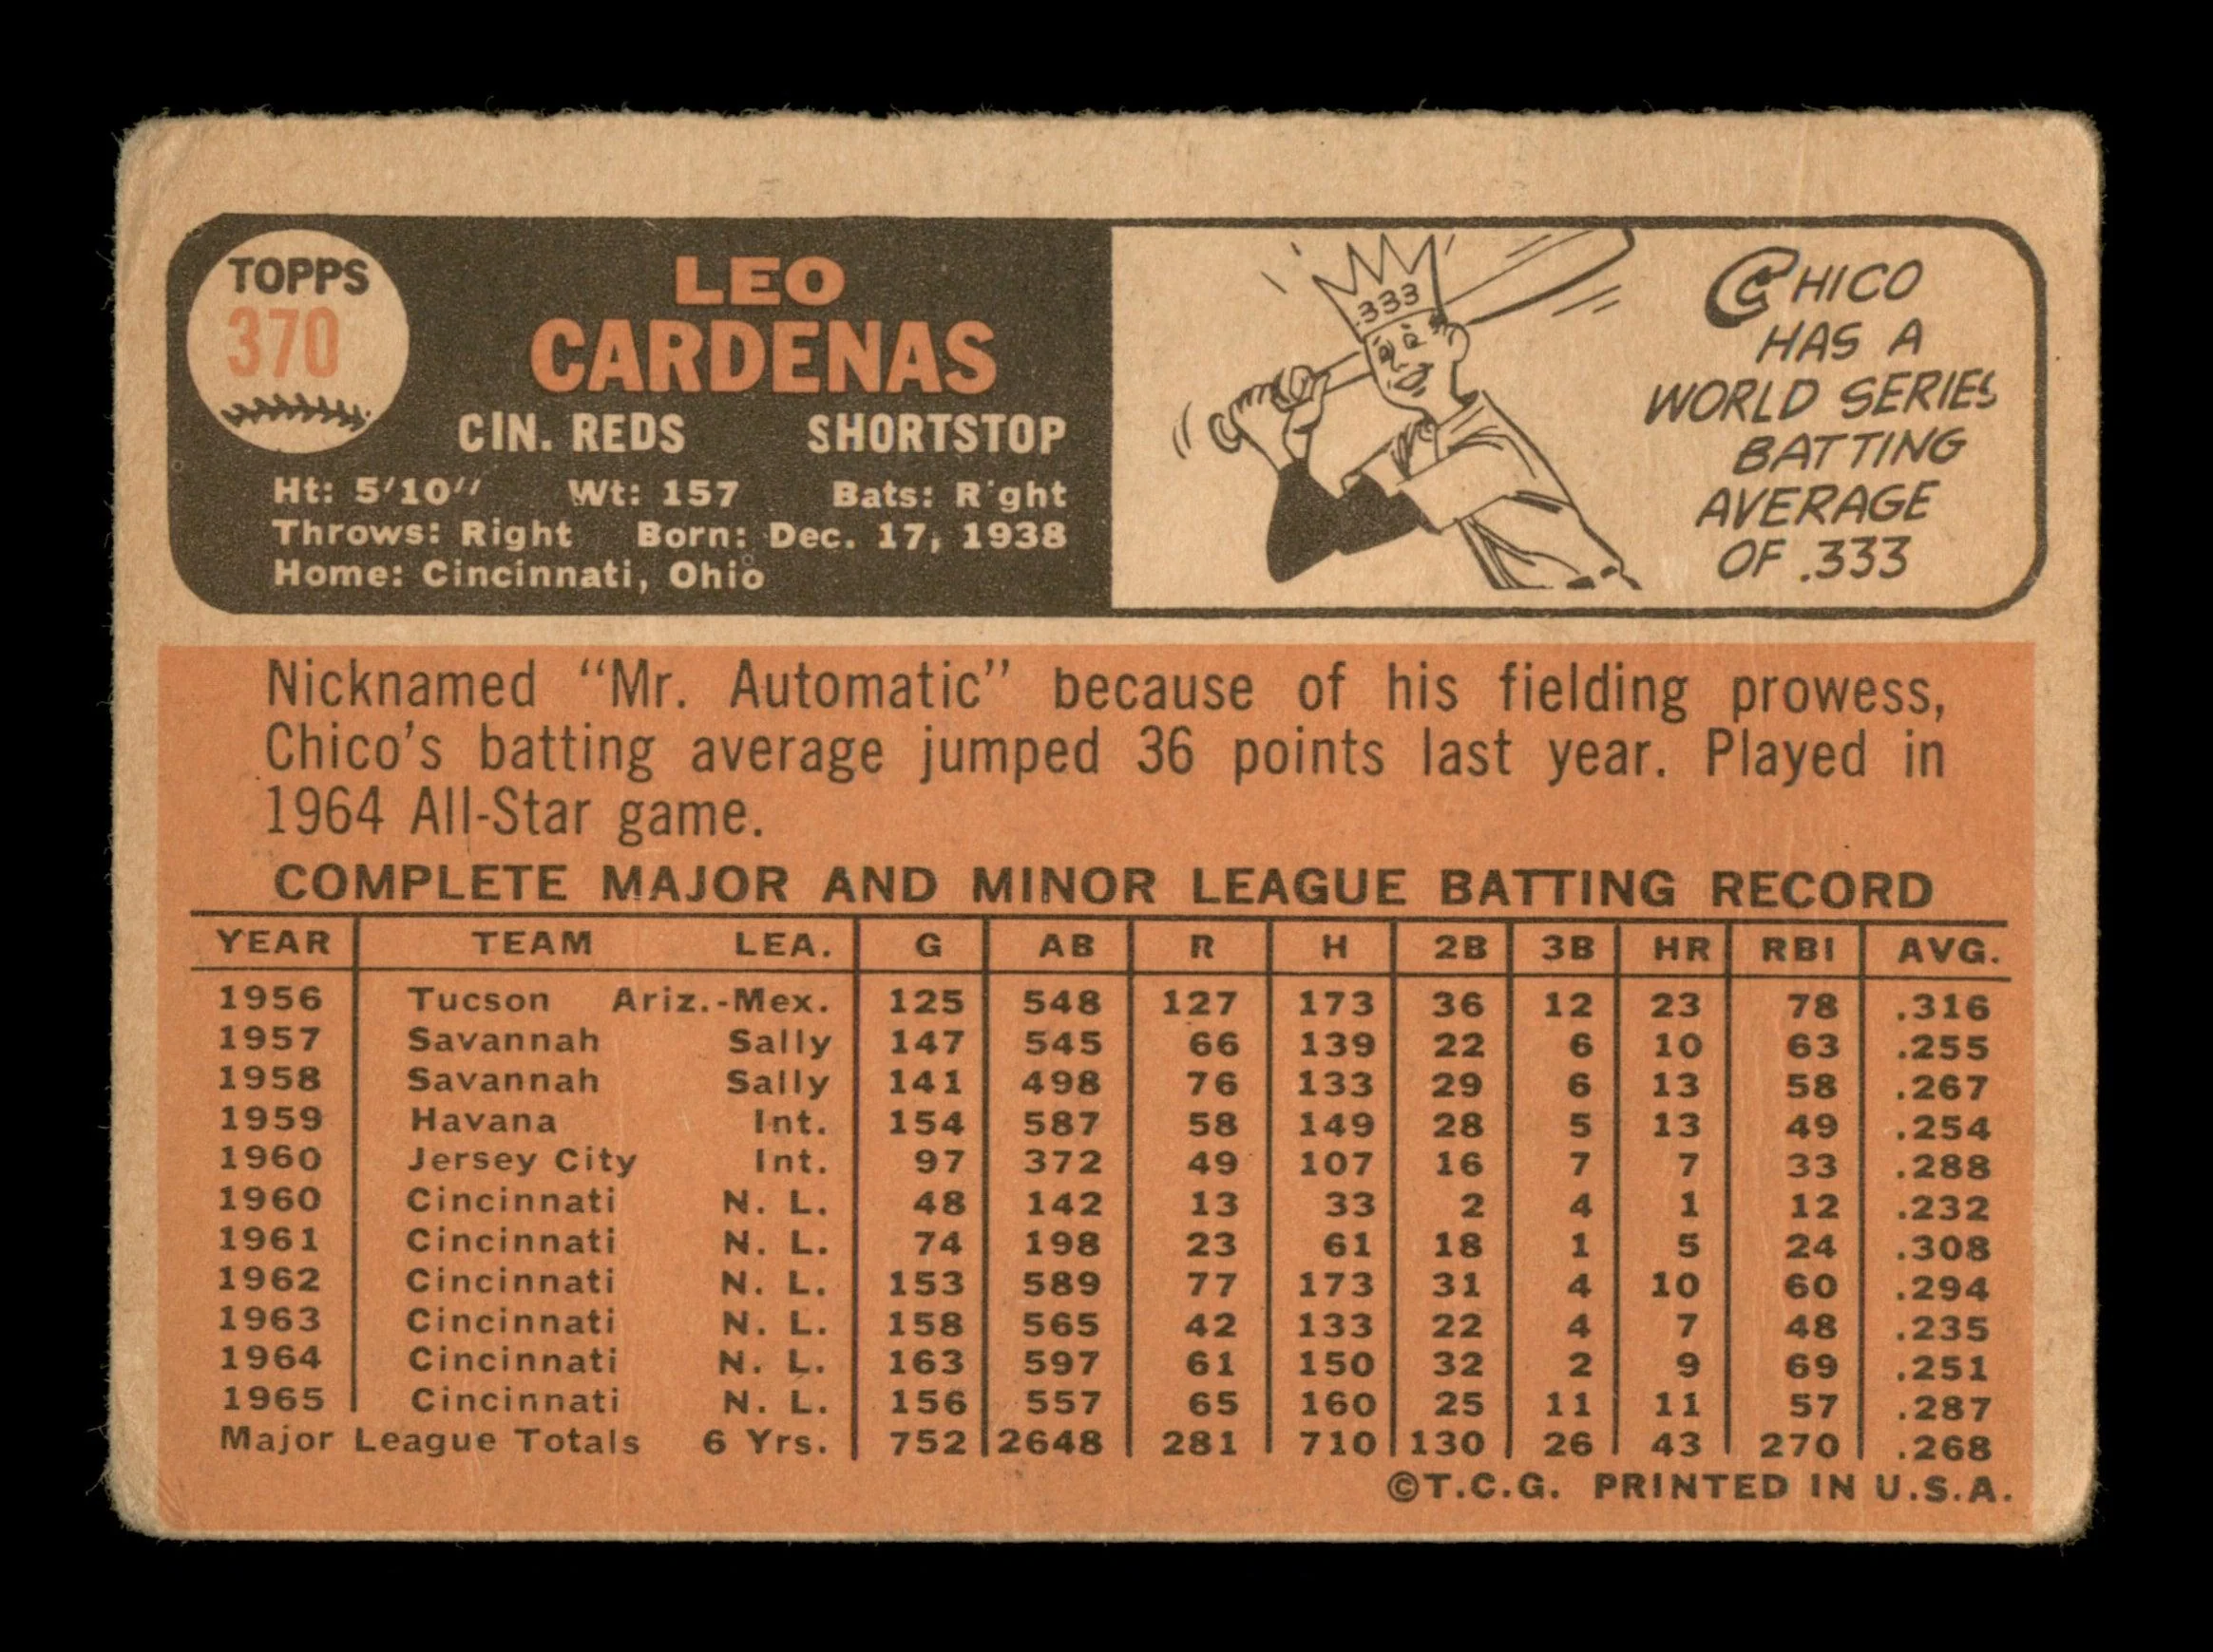 TOPPS
370
LEO
CARDENAS
CIN. REDS SHORTSTOP
Ht: 5'10" Wt: 157 Bats: R'ght
Throws: Right Born: Dec. 17, 1938
Home: Cincinnati, Ohio
.333
CHICO
HAS A
WORLD SERIES
BATTING
AVERAGE
OF .333
Nicknamed “Mr. Automatic” because of his fielding prowess,
Chico’s batting average jumped 36 points last year. Played in
1964 All-Star game.
COMPLETE MAJOR AND MINOR LEAGUE BATTING RECORD
YEAR TEAM LEA. G AB R H 2B 3B HR RBI AVG.
1956 Tucson Ariz.-Mex. 125 548 127 173 36 12 23 78 .316
1957 Savannah Sally 147 545 66 139 22 6 10 63 .255
1958 Savannah Sally 141 498 76 133 29 6 13 58 .267
1959 Havana Int. 154 587 58 149 28 5 13 49 .254
1960 Jersey City Int. 97 372 49 107 16 7 7 33 .288
1960 Cincinnati N. L. 48 142 13 33 2 4 1 12 .232
1961 Cincinnati N. L. 74 198 23 61 18 1 5 24 .308
1962 Cincinnati N. L. 153 589 77 173 31 4 10 60 .294
1963 Cincinnati N. L. 158 565 42 133 22 4 7 48 .235
1964 Cincinnati N. L. 163 597 61 150 32 2 9 69 .251
1965 Cincinnati N. L. 156 557 65 160 25 11 11 57 .287
Major League Totals 6 Yrs. 752 2648 281 710 130 26 43 270 .268
©T.C.G. PRINTED IN U.S.A.